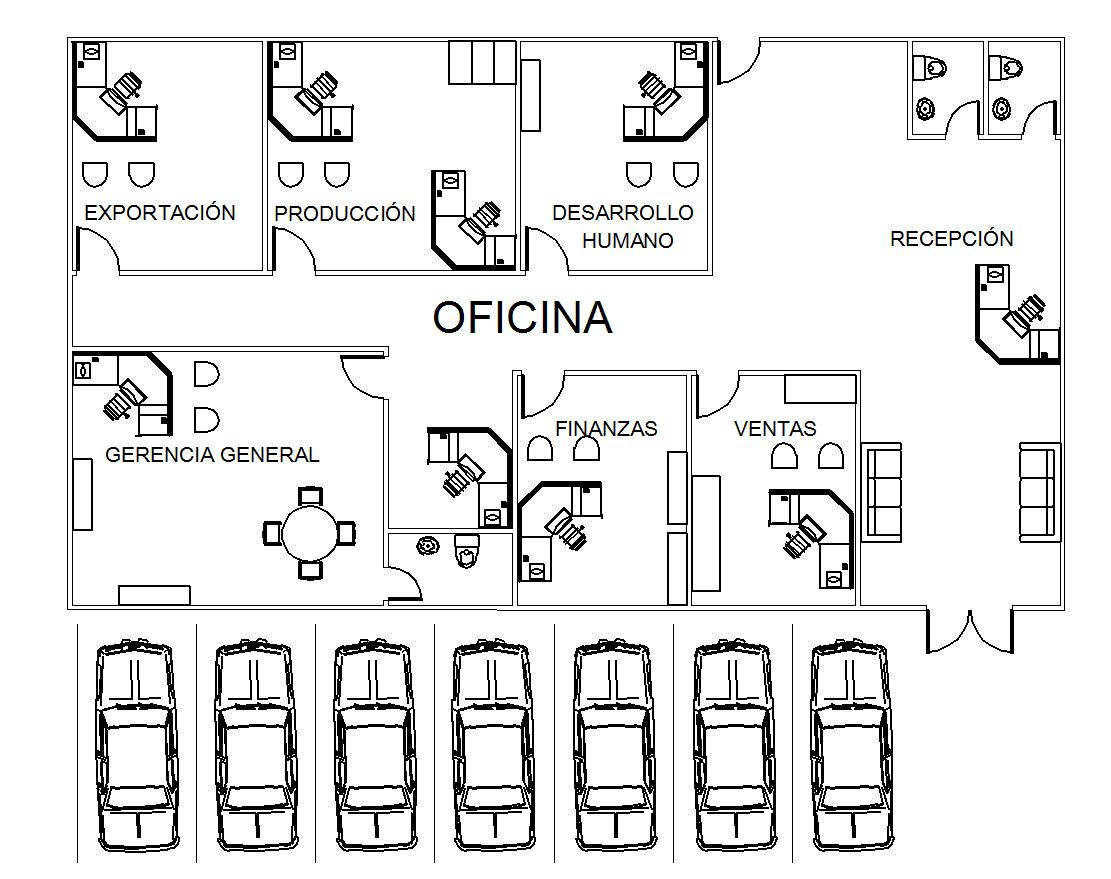 EXPORTACIÓN
PRODUCCIÓN
DESARROLLO
HUMANO
RECEPCIÓN
OFICINA
GERENCIA GENERAL
FINANZAS
VENTAS